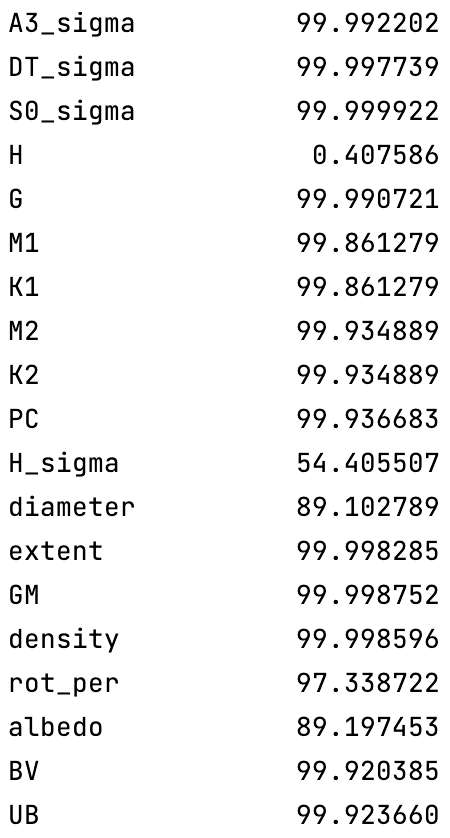 A3_sigma 99.992202
DT_sigma 99.997739
S0_sigma 99.999922
H 0.407586
G 99.990721
M1 99.861279
K1 99.861279
M2 99.934889
K2 99.934889
PC 99.936683
H_sigma 54.405507
diameter 89.102789
extent 99.998285
GM 99.998752
density 99.998596
rot_per 97.338722
albedo 89.197453
BV 99.920385
UB 99.923660